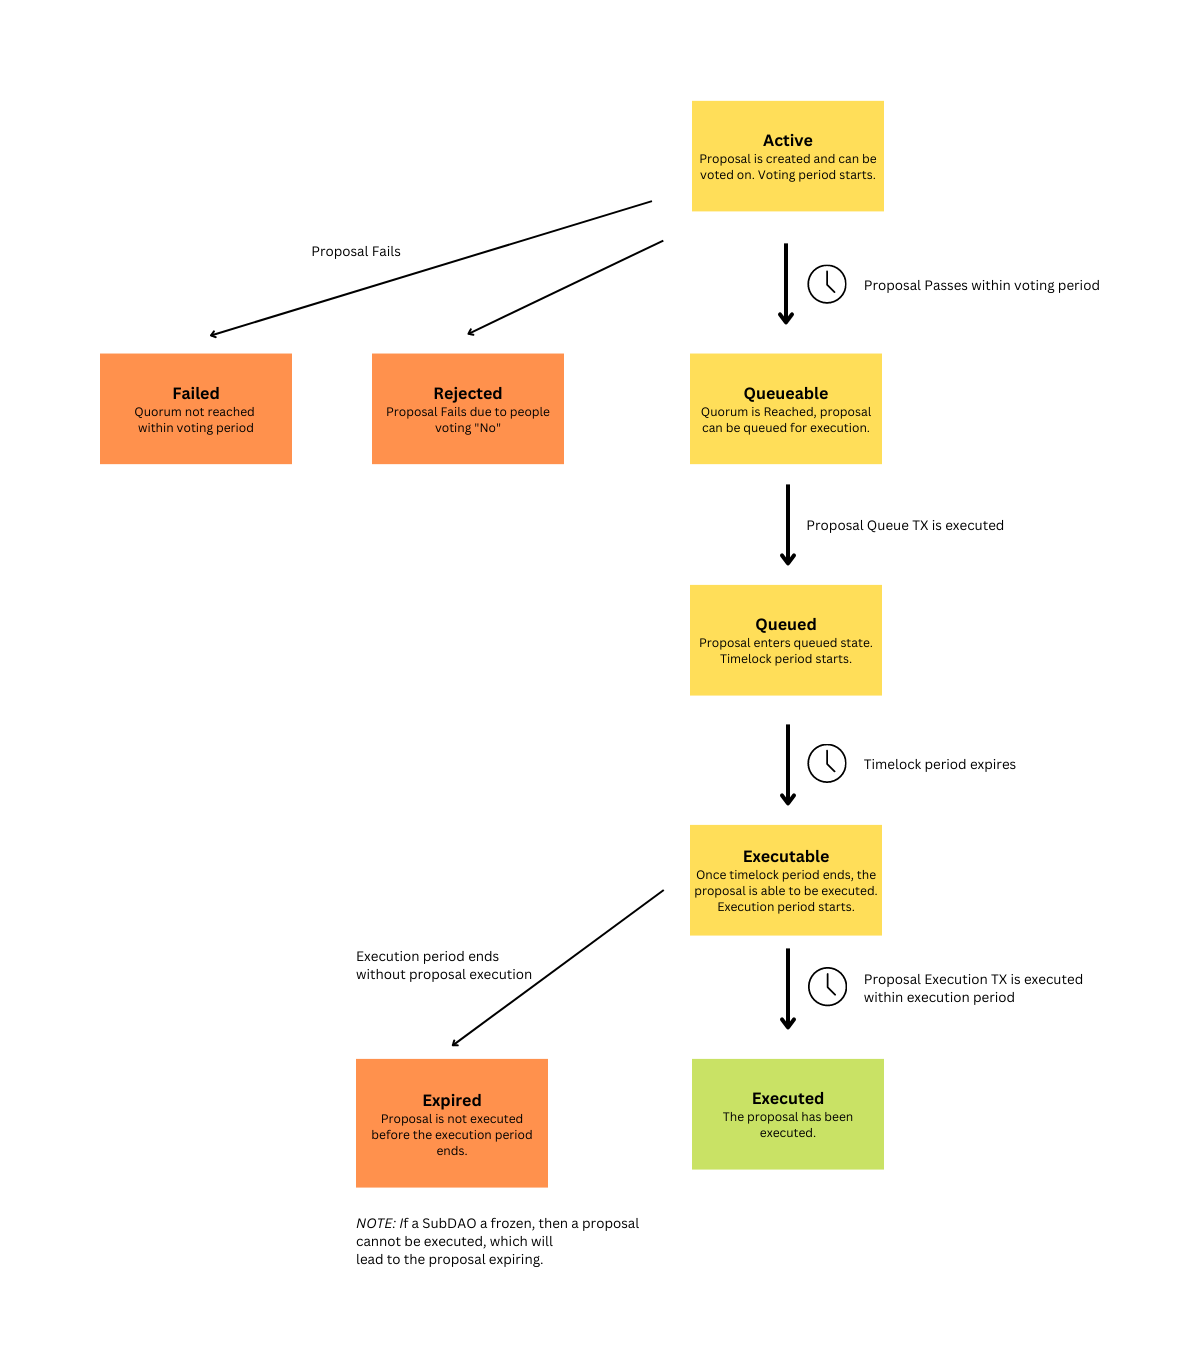 Active
Proposal is created and can be
voted on. Voting period starts.
Proposal Fails
Proposal Passes within voting period
Failed
Quorum not reached
within voting period
Rejected
Proposal Fails due to people
voting "No"
Queueable
Quorum is Reached, proposal
can be queued for execution.
Proposal Queue TX is executed
Queued
Proposal enters queued state.
Timelock period starts.
Timelock period expires
Executable
Once timelock period ends, the
proposal is able to be executed.
Execution period starts.
Execution period ends
without proposal execution
Proposal Execution TX is executed
within execution period
Expired
Proposal is not executed
before the execution period
ends.
Executed
The proposal has been
executed.
NOTE: If a SubDAO a frozen, then a proposal
cannot be executed, which will
lead to the proposal expiring.